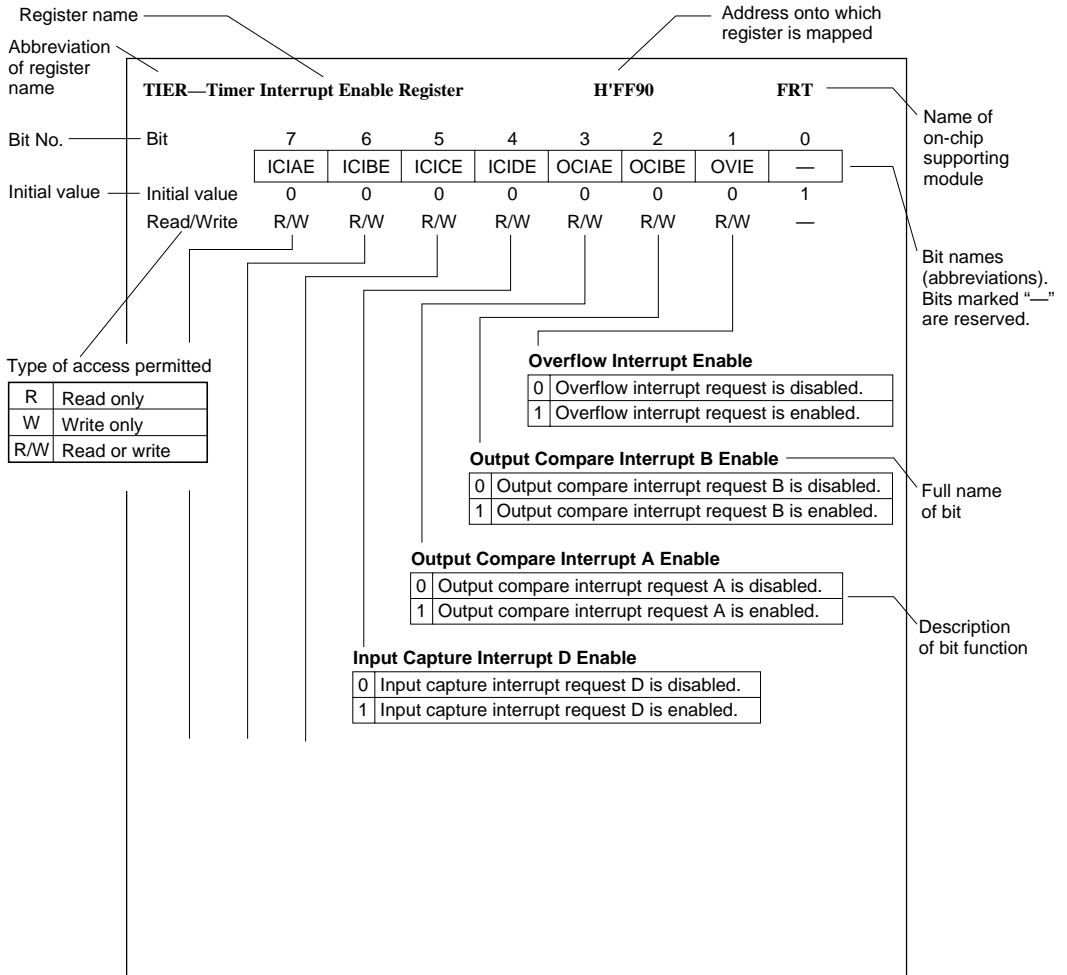 Register name
Address onto which
register is mapped
Abbreviation
of register
name
TIER—Timer Interrupt Enable Register H'FF90 FRT
Name of
on-chip
supporting
module
Bit No. Bit 7 6 5 4 3 2 1 0
ICIAE ICIBE ICICE ICIDE OCIAE OCIBE OVIE —
Initial value Initial value 0 0 0 0 0 0 0 1
Read/Write R/W R/W R/W R/W R/W R/W R/W —
Bit names
(abbreviations).
Bits marked “—”
are reserved.
Type of access permitted
R Read only
W Write only
R/W Read or write
Overflow Interrupt Enable
0 Overflow interrupt request is disabled.
1 Overflow interrupt request is enabled.
Output Compare Interrupt B Enable
0 Output compare interrupt request B is disabled.
1 Output compare interrupt request B is enabled.
Full name
of bit
Output Compare Interrupt A Enable
0 Output compare interrupt request A is disabled.
1 Output compare interrupt request A is enabled.
Description
of bit function
Input Capture Interrupt D Enable
0 Input capture interrupt request D is disabled.
1 Input capture interrupt request D is enabled.